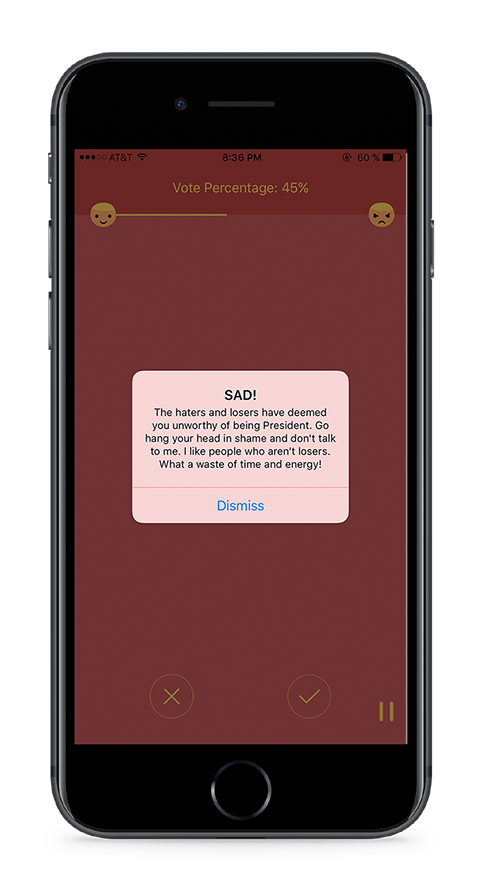 AT&T 8:36 PM 60 %
Vote Percentage: 45%
SAD!
The haters and losers have deemed
you unworthy of being President. Go
hang your head in shame and don't talk
to me. I like people who aren't losers.
What a waste of time and energy!
Dismiss